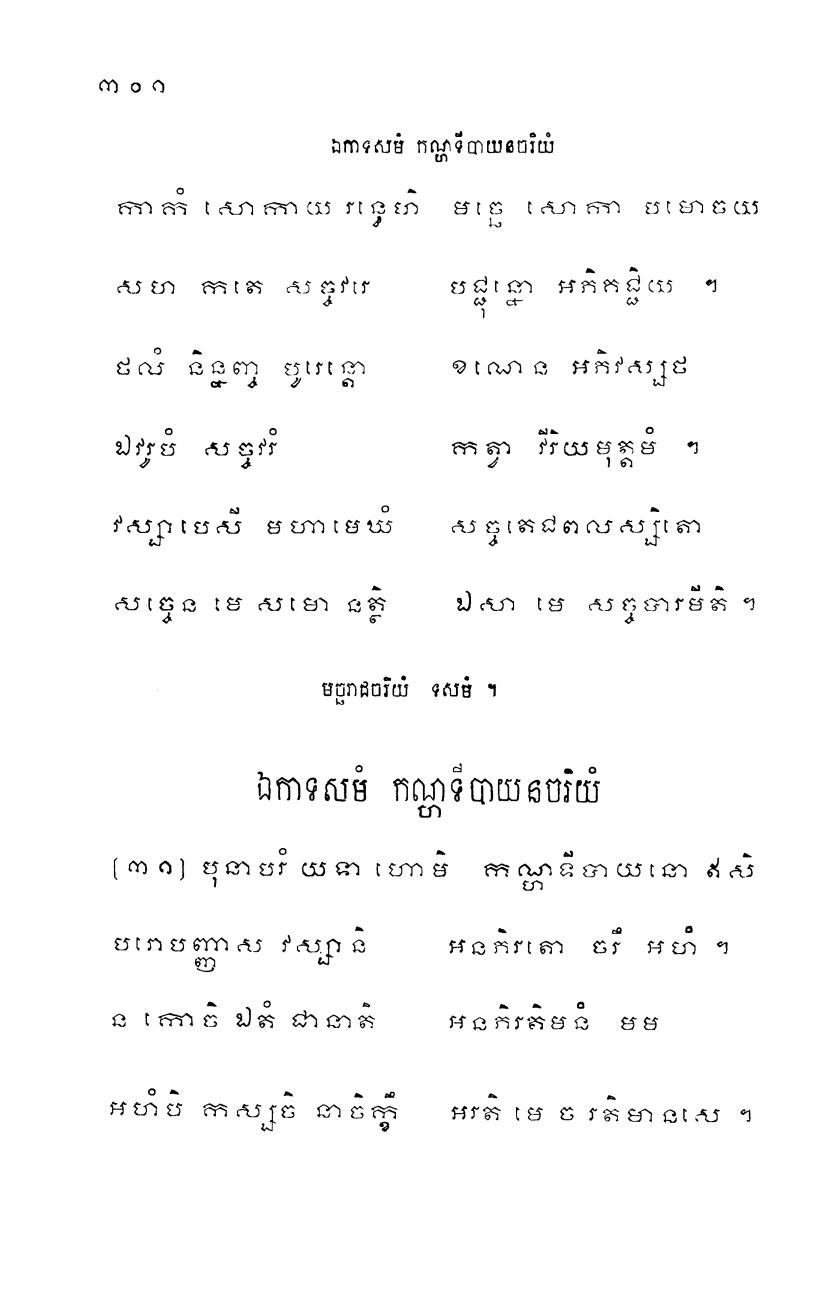 ៣០១
ឯកាទសមំ កណ្ហទីបាយនចរិយំ
កាកំ សោកាយ រន្ធេហិ មច្ឆេ សោកា បមោចយ
សហ កតេ សច្ចវរេ បជ្ជុន្នោ អភិគជ្ជិយ ។
ថលំ និន្នញ្ច បូរេន្តោ ខណេន អភិវស្សថ
ឯវរូបំ សច្ចវរំ កត្វា វីរិយមុត្តមំ ។
វស្សាបេសី មហាមេឃំ សច្ចតេជពលស្សិតោ
សច្ចេន មេ សមោ នត្ថិ ឯសា មេ សច្ចបារមីតិ ។
មច្ឆរាជចរិយំ ទសមំ ។
ឯកាទសមំ កណ្ហទីបាយនចរិយំ
(៣១) បុនាបរំ យទា ហោមិ កណ្ហទីបាយនោ ឥសិ
បរោបញ្ញាស វស្សានិ អនភិរតោ ចរឹ អហំ ។
ន កោចិ ឯតំ ជានាតិ អនភិរតិមនំ មម
អហំបិ កស្សចិ នាចិក្ខឹ អរតិ មេ ច រតិមានសេ ។